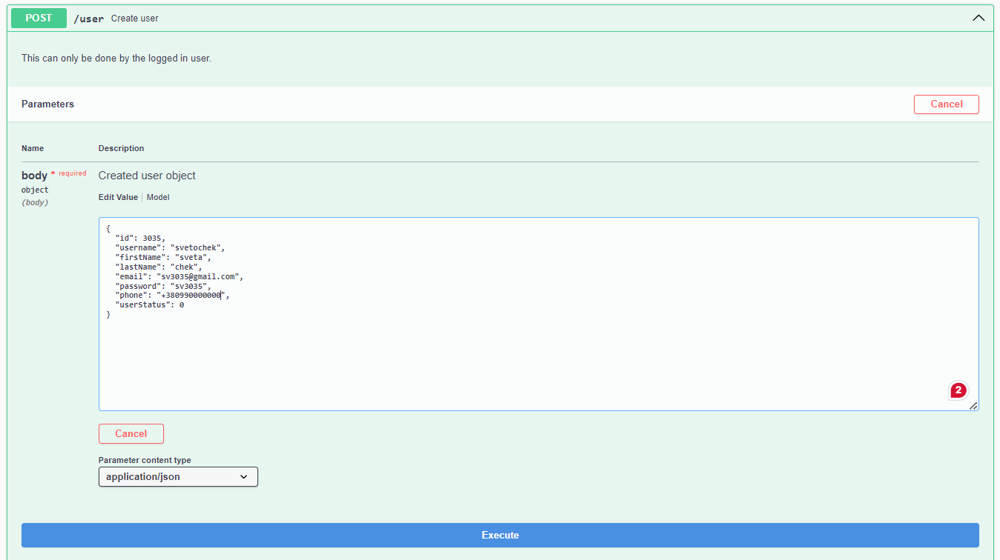 POST /user Create user
This can only be done by the logged in user.
Parameters
Cancel
Name Description
body * required Created user object
object
(body)
Edit Value Model
{
  "id": 3035,
  "username": "svetochek",
  "firstName": "sveta",
  "lastName": "chek",
  "email": "sv3035@gmail.com",
  "password": "sv3035",
  "phone": "+380990000000",
  "userStatus": 0
}
2
Cancel
Parameter content type
application/json
Execute